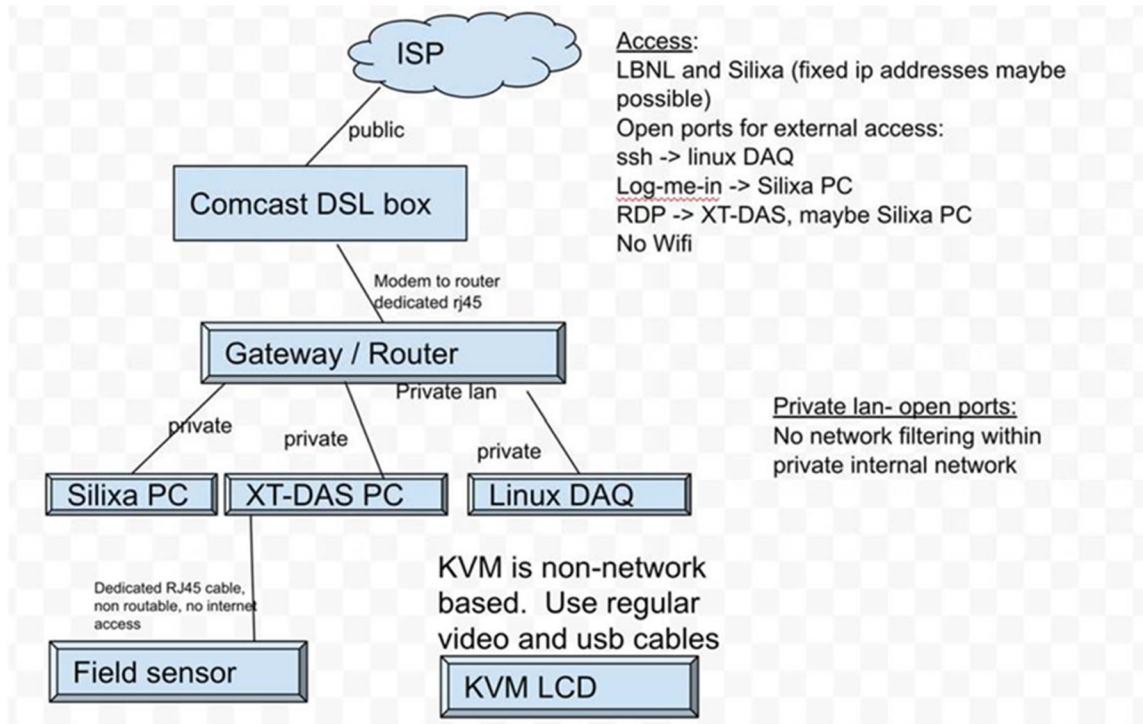 ISP
public
Comcast DSL box
Modem to router
dedicated rj45
Gateway / Router
Private lan
private
private
private
Silixa PC
XT-DAS PC
Linux DAQ
Dedicated RJ45 cable,
non routable, no internet
access
Field sensor
KVM is non-network
based. Use regular
video and usb cables
KVM LCD
Access:
LBNL and Silixa (fixed ip addresses maybe
possible)
Open ports for external access:
ssh -> linux DAQ
Log-me-in -> Silixa PC
RDP -> XT-DAS, maybe Silixa PC
No Wifi
Private lan- open ports:
No network filtering within
private internal network